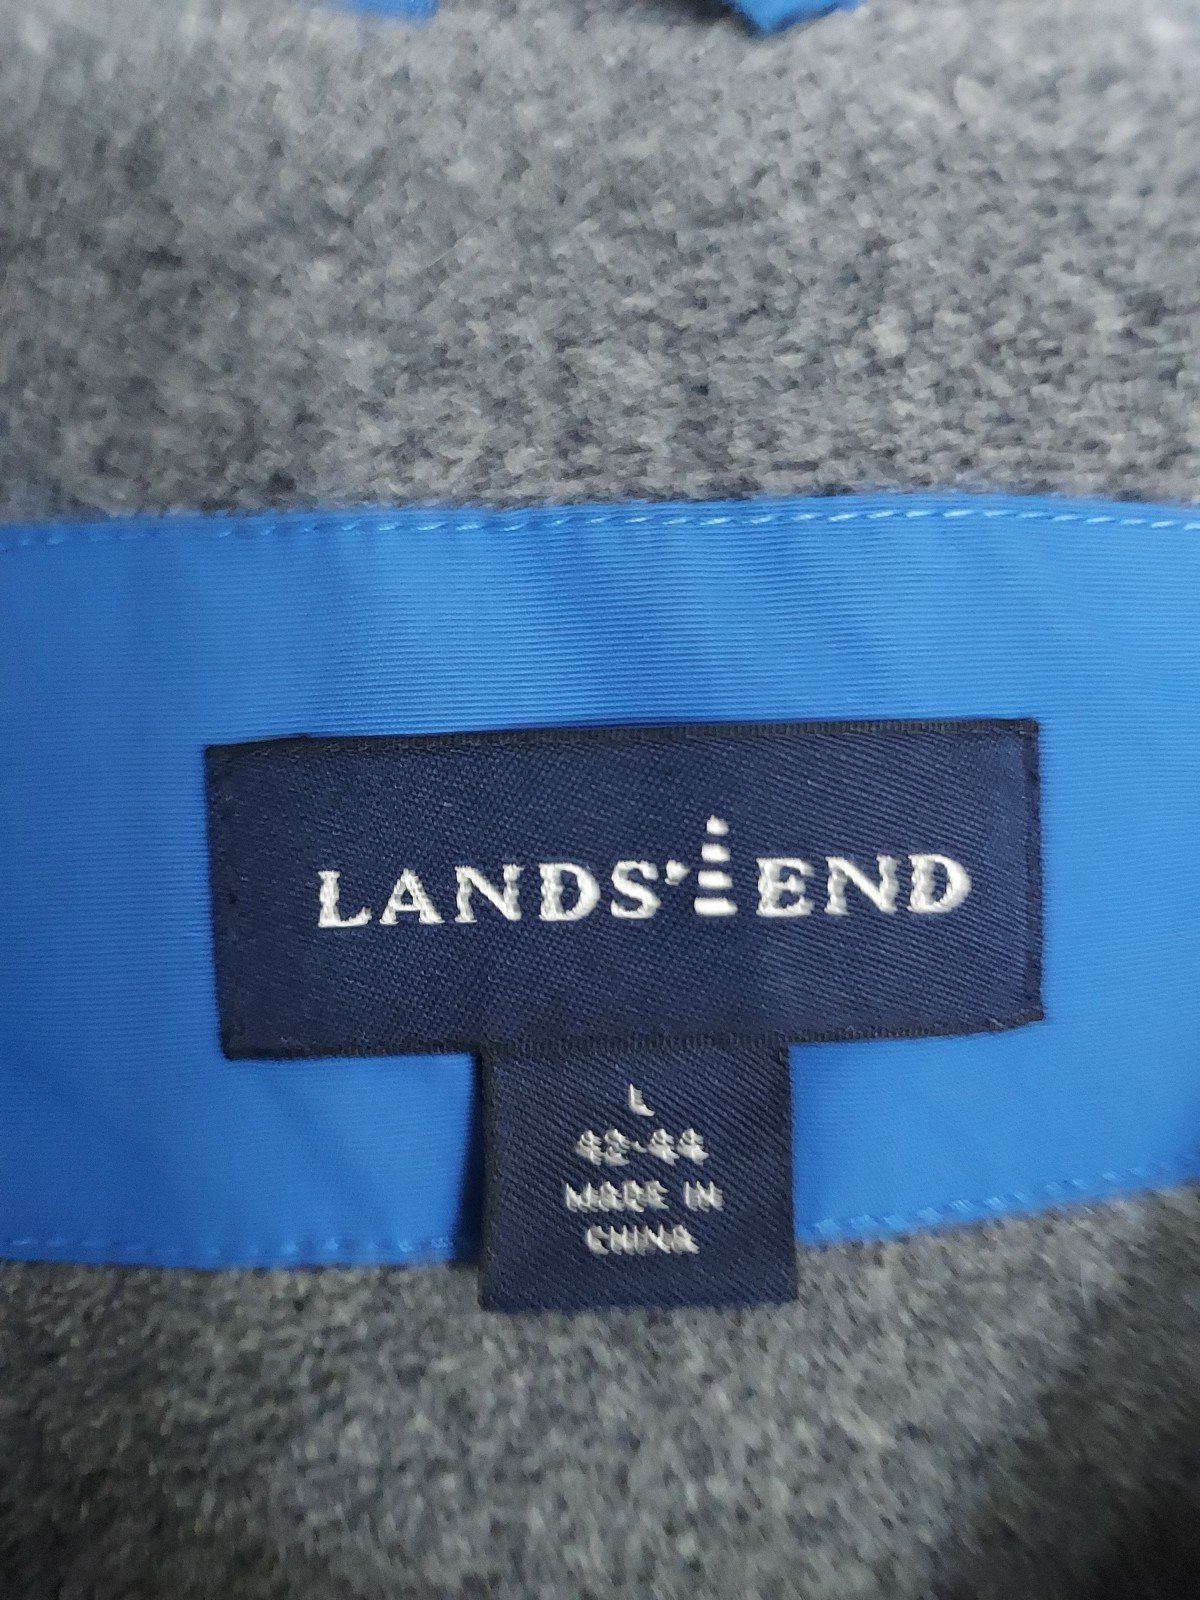 LANDS' END
L
42-44
MADE IN
CHINA